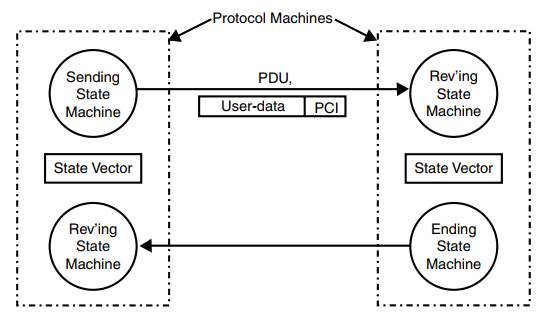 Protocol Machines
Sending
State
Machine
PDU,
User-data PCI
Rev'ing
State
Machine
State Vector
State Vector
Rev'ing
State
Machine
Ending
State
Machine